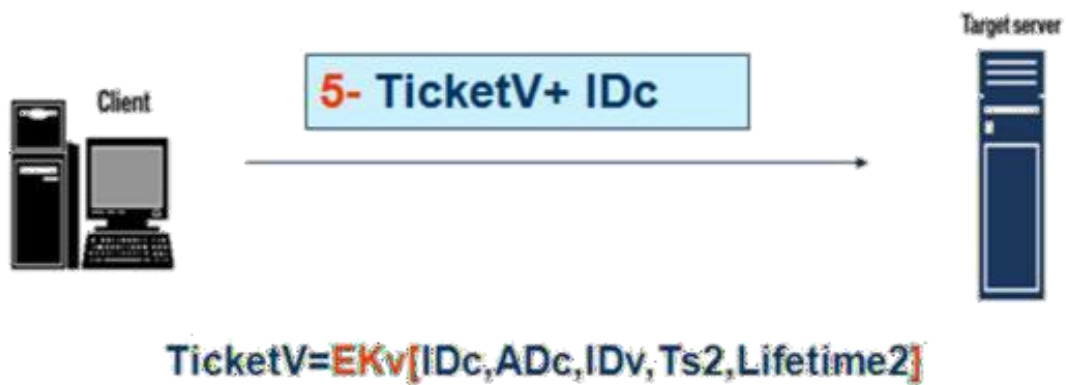 Target server
5- TicketV+ IDc
Client
TicketV=EKv[IDc,ADc,IDv,Ts2,Lifetime2]